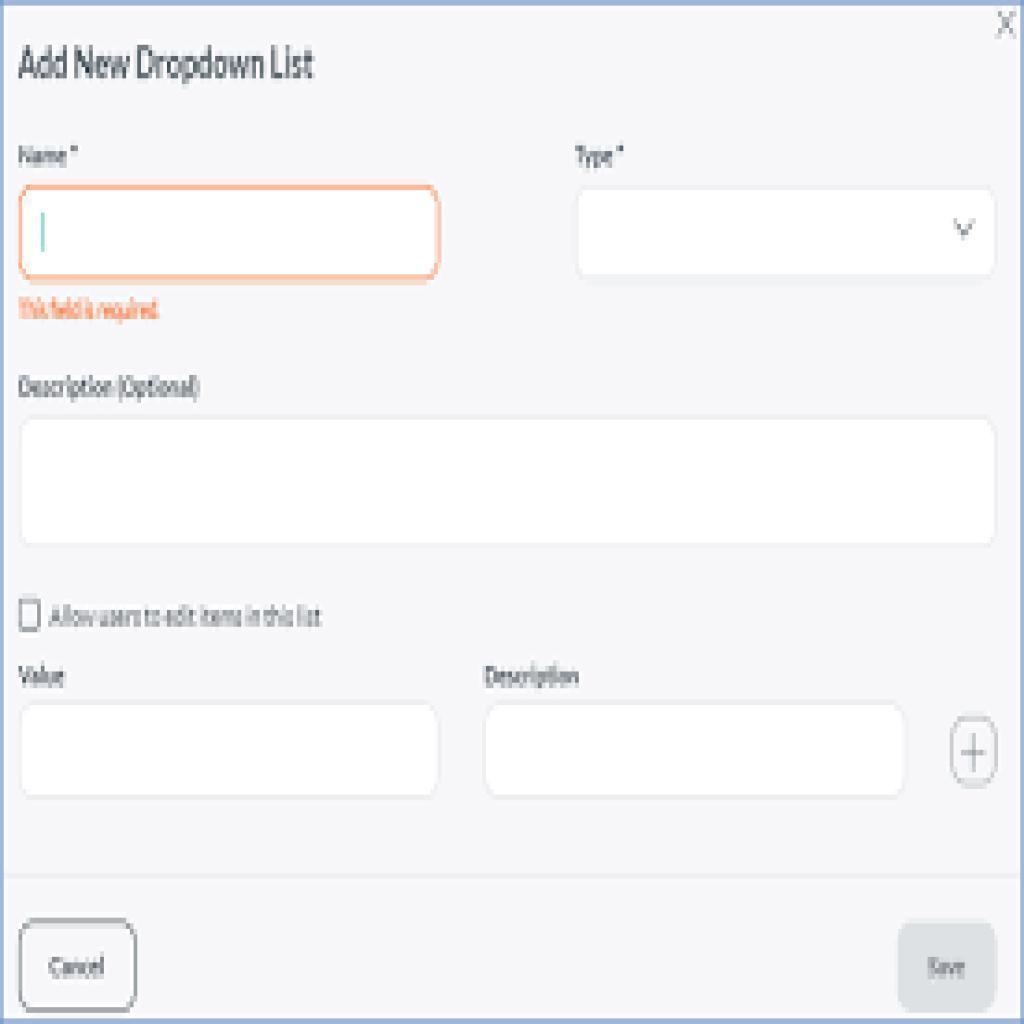 X
Add New Dropdown List
Name * Type *
This field is required.
Description (Optional)
Allow users to edit items in this list
Value Description
Cancel Save